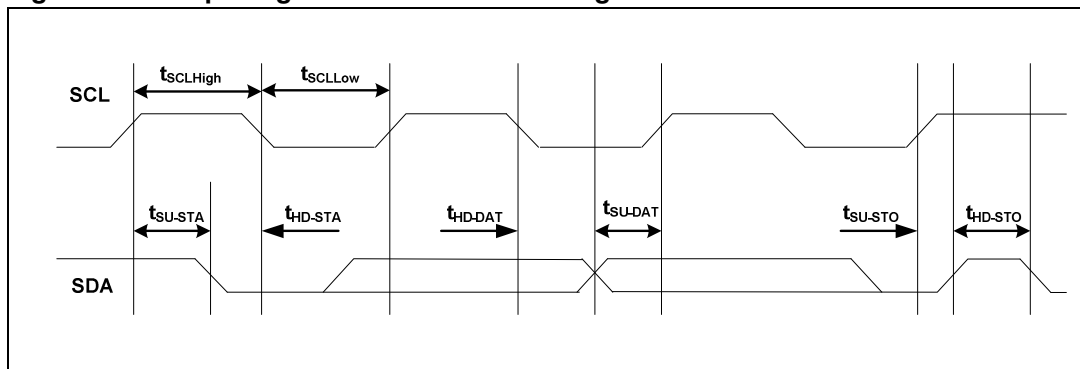 tSCLHigh
tSCLLow
SCL
tSU-STA
tHD-STA
tHD-DAT
tSU-DAT
tSU-STO
tHD-STO
SDA